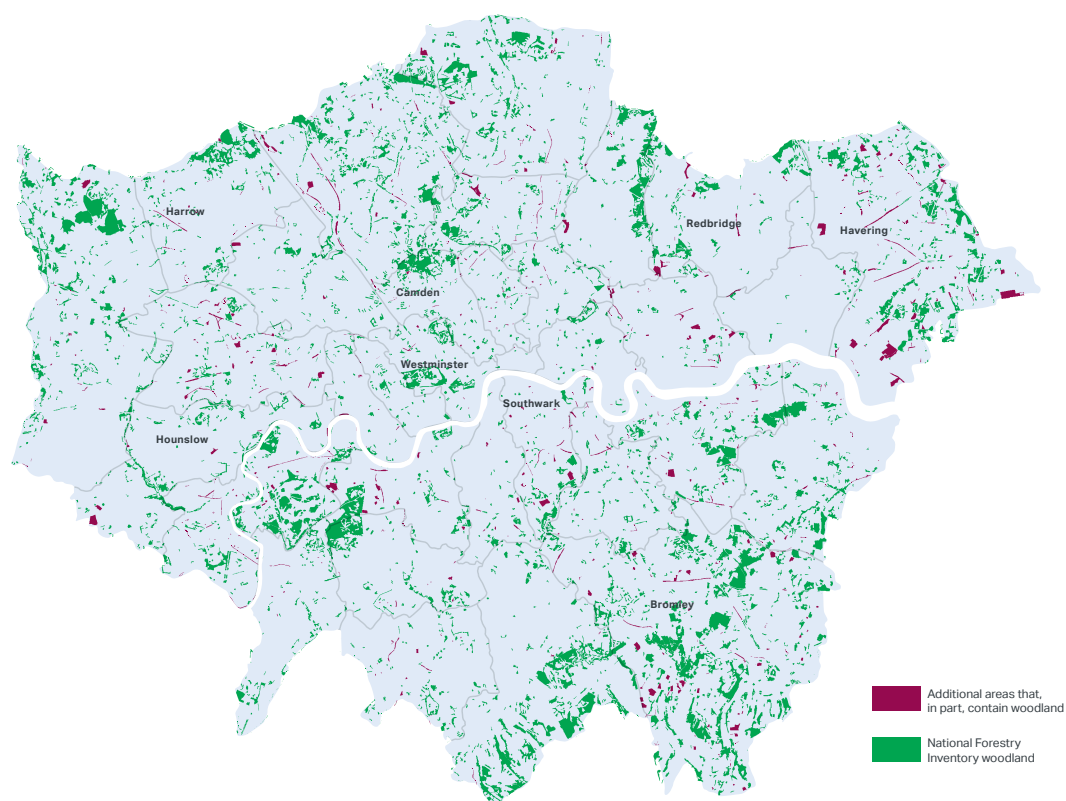 Harrow
Redbridge
Havering
Camden
Westminster
Southwark
Hounslow
Bromley
Additional areas that,
in part, contain woodland
National Forestry
Inventory woodland